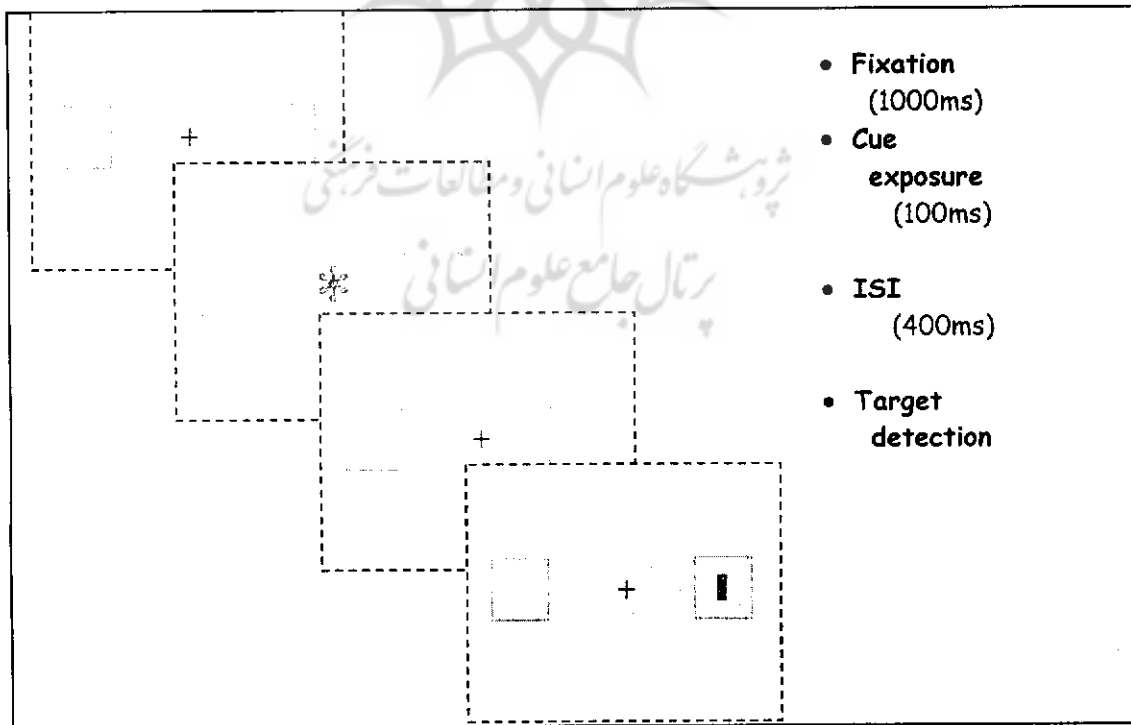 • Fixation
(1000ms)
• Cue
exposure
(100ms)
• ISI
(400ms)
• Target
detection
پژوهشگاه علوم انسانی و مطالعات فرهنگی
پرتال جامع علوم انسانی